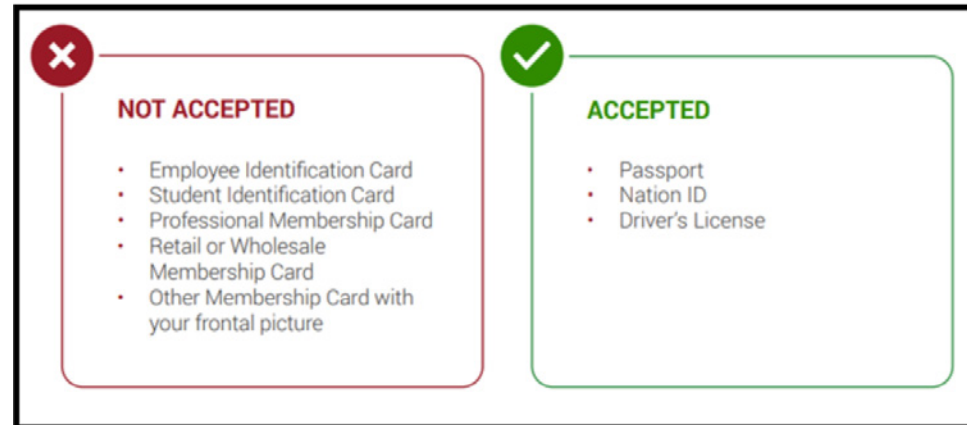 NOT ACCEPTED
• Employee Identification Card
• Student Identification Card
• Professional Membership Card
• Retail or Wholesale
Membership Card
• Other Membership Card with
your frontal picture
ACCEPTED
• Passport
• Nation ID
• Driver's License